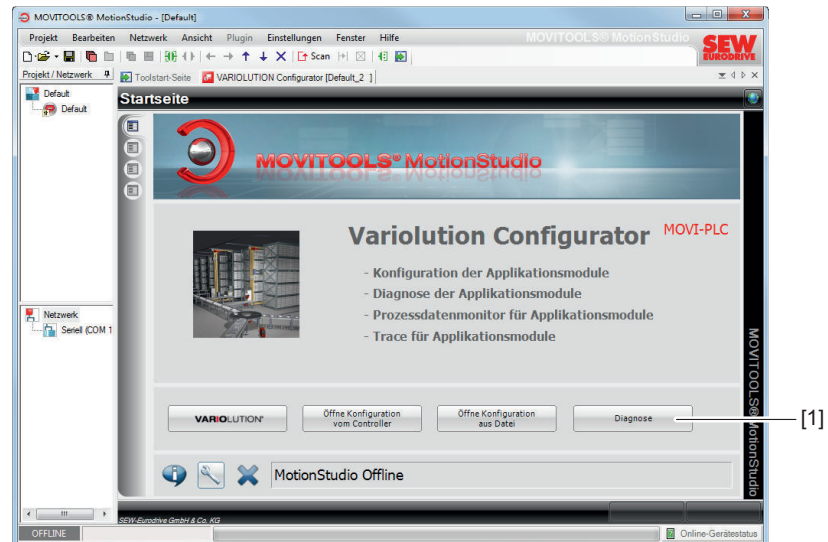 MOVITOOLS® MotionStudio - [Default]
Projekt Bearbeiten Netzwerk Ansicht Plugin Einstellungen Fenster Hilfe
MOVITOOLS® MotionStudio
SEW
EURODRIVE
Scan
Projekt / Netzwerk
Toolstart-Seite
VARIOLUTION Configurator [Default_2 ]
Default
Default
Startseite
MOVITOOLS® MotionStudio
Variolution Configurator
MOVI-PLC
- Konfiguration der Applikationsmodule
- Diagnose der Applikationsmodule
- Prozessdatenmonitor für Applikationsmodule
- Trace für Applikationsmodule
Netzwerk
Seriell (COM 1
MOVITOOLS® MotionStudio
VARIOLUTION®
Öffne Konfiguration
vom Controller
Öffne Konfiguration
aus Datei
Diagnose
[1]
MotionStudio Offline
SEW-Eurodrive GmbH & Co. KG
OFFLINE
Online-Gerätestatus